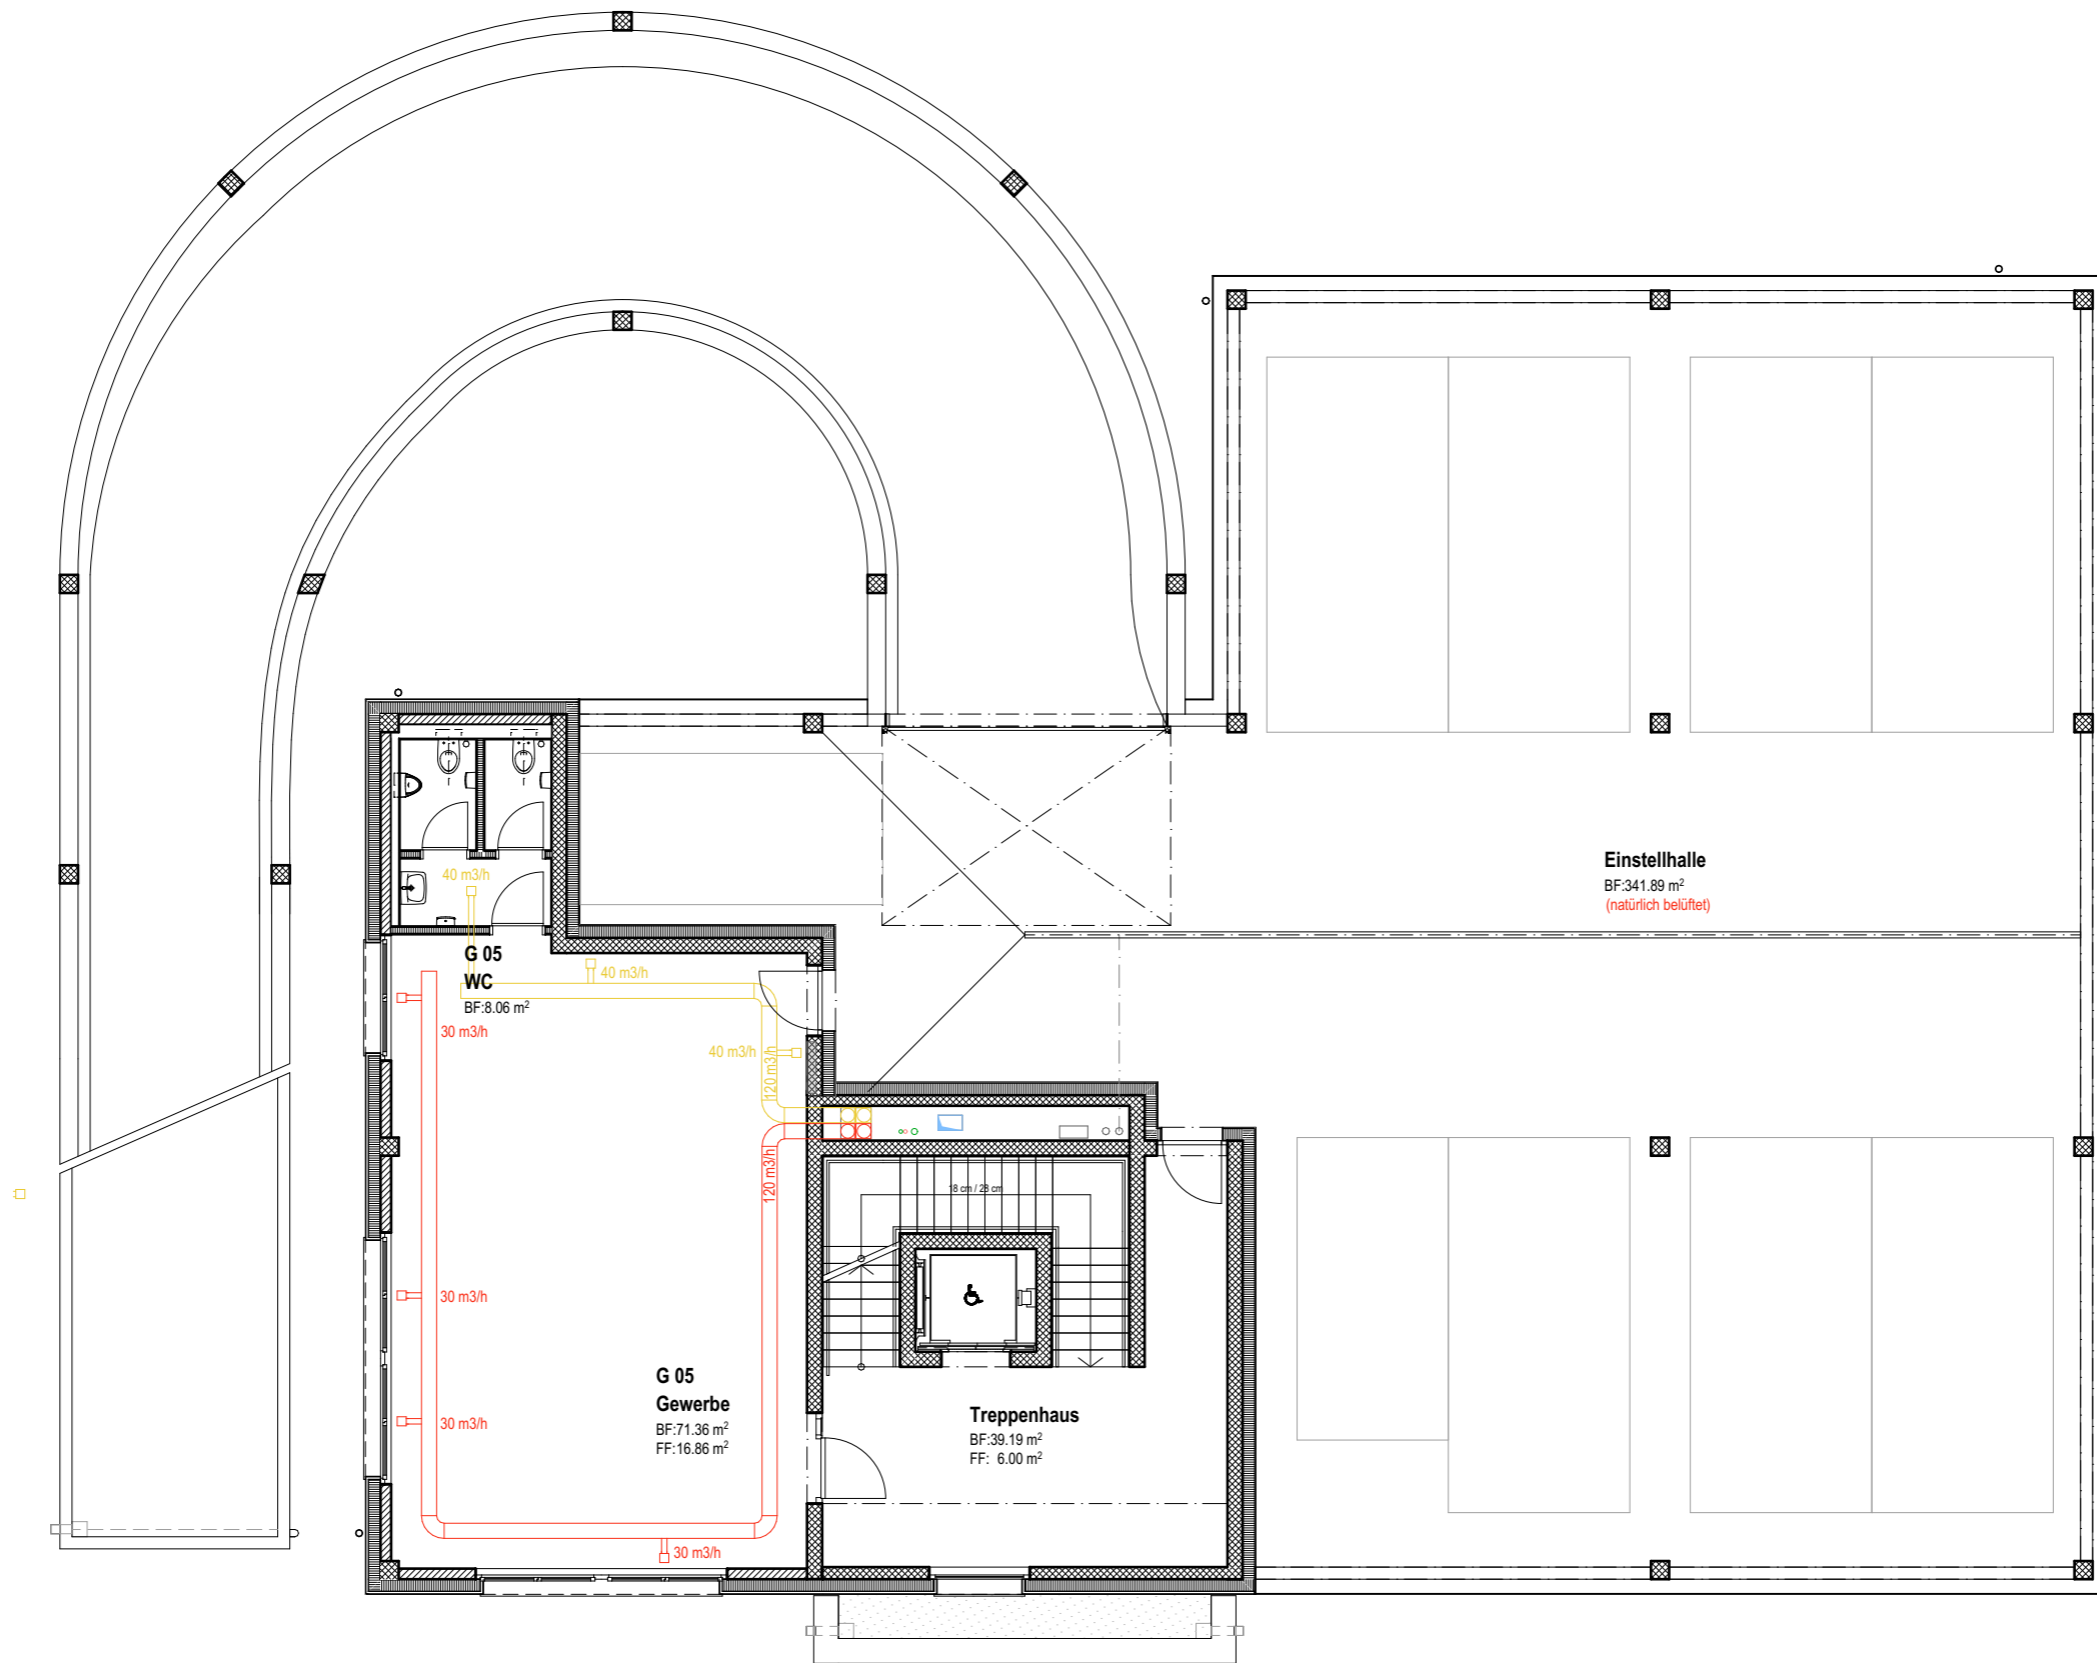 Einstellhalle
BF:341.89 m²
(natürlich belüftet)
40 m3/h
G 05
WC
BF:8.06 m²
40 m3/h
30 m3/h
40 m3/h
120 m3/h
120 m3/h
18 cm / 28 cm
30 m3/h
G 05
Gewerbe
BF:71.36 m²
FF:16.86 m²
30 m3/h
Treppenhaus
BF:39.19 m²
FF: 6.00 m²
30 m3/h